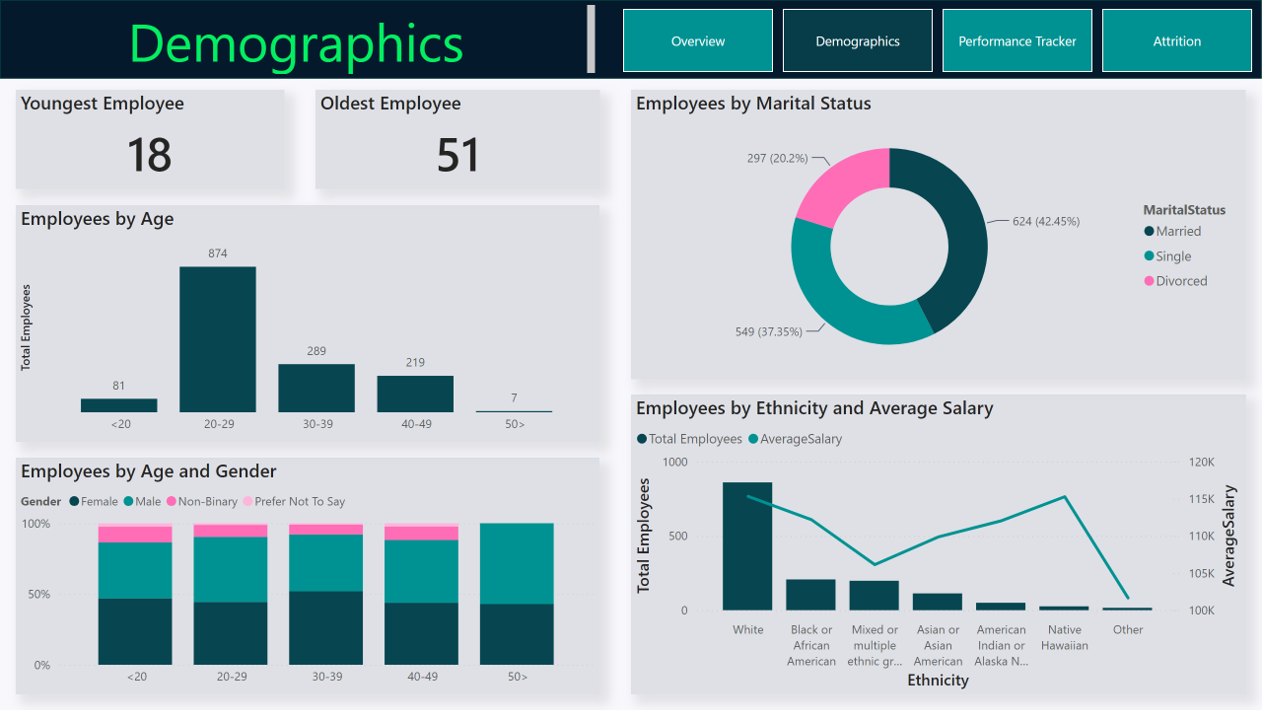 Demographics
Overview
Demographics
Performance Tracker
Attrition
Youngest Employee
18
Oldest Employee
51
Employees by Age
Total Employees
874
289
219
81
7
<20
20-29
30-39
40-49
50>
Employees by Age and Gender
Gender
Female
Male
Non-Binary
Prefer Not To Say
100%
50%
0%
<20
20-29
30-39
40-49
50>
Employees by Marital Status
297 (20.2%)
624 (42.45%)
549 (37.35%)
MaritalStatus
Married
Single
Divorced
Employees by Ethnicity and Average Salary
Total Employees
AverageSalary
1000
500
0
Total Employees
120K
115K
110K
105K
100K
AverageSalary
White
Black or
African
American
Mixed or
multiple
ethnic gr...
Asian or
Asian
American
American
Indian or
Alaska N...
Native
Hawaiian
Other
Ethnicity